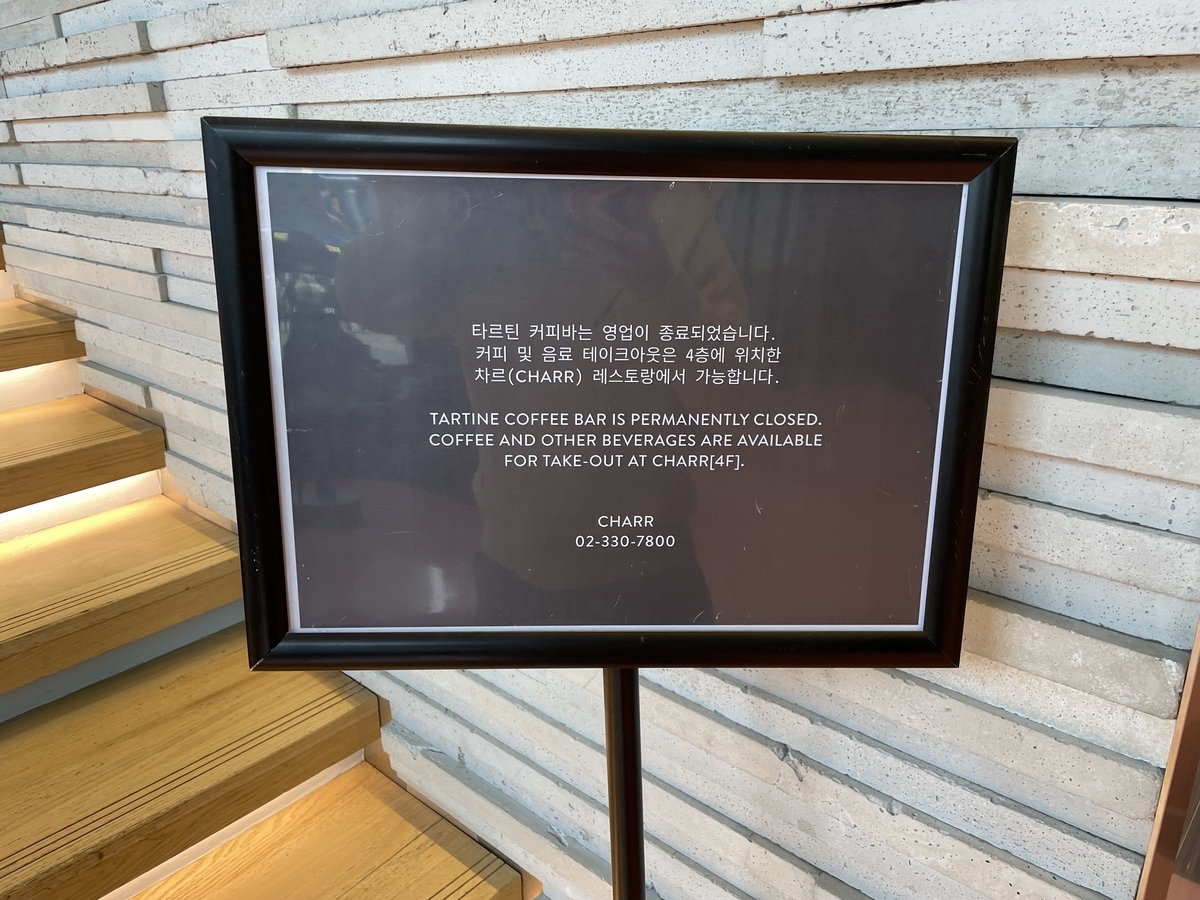 타르틴 커피바는 영업이 종료되었습니다.
커피 및 음료 테이크아웃은 4층에 위치한
차르(CHARR) 레스토랑에서 가능합니다.
TARTINE COFFEE BAR IS PERMANENTLY CLOSED.
COFFEE AND OTHER BEVERAGES ARE AVAILABLE
FOR TAKE-OUT AT CHARR[4F].
CHARR
02-330-7800